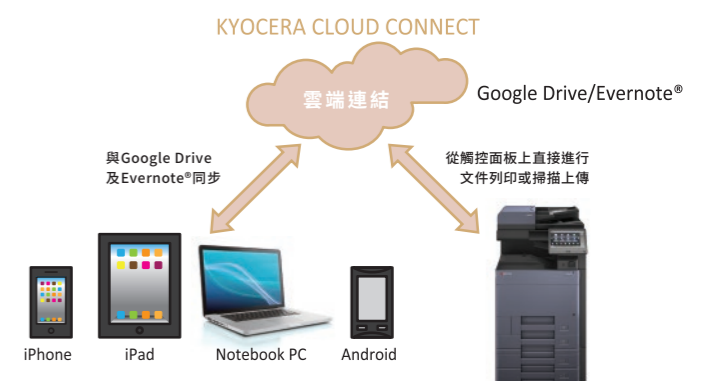 KYOCERA CLOUD CONNECT
雲端連結
Google Drive/Evernote®
與Google Drive
及Evernote®同步
從觸控面板上直接進行
文件列印或掃描上傳
iPhone
iPad
Notebook PC
Android